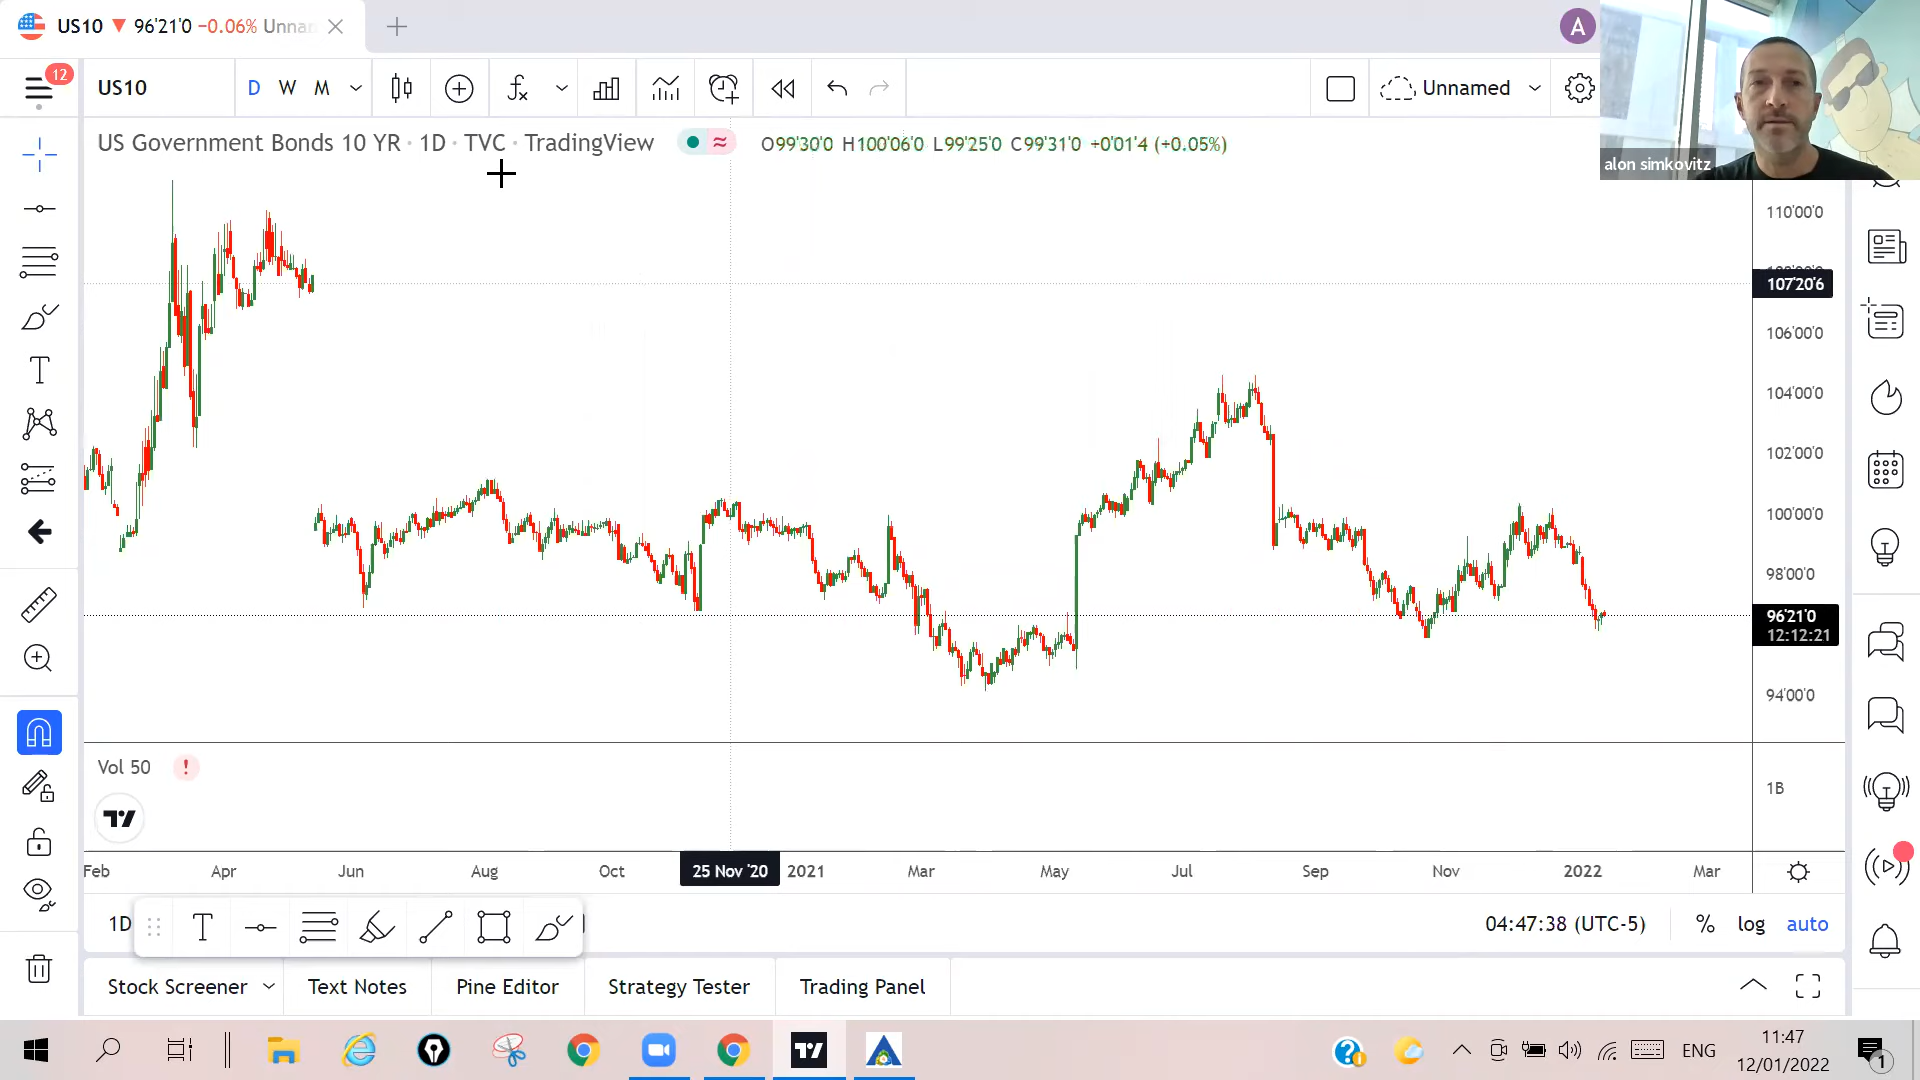 US10 ▼ 96'21'0 −0.06% Unnar
A
12
US10
D W M
Unnamed
alon simkovitz
US Government Bonds 10 YR · 1D · TVC · TradingView
O99'30'0 H100'06'0 L99'25'0 C99'31'0 +0'01'4 (+0.05%)
110'00'0
107'20'6
106'00'0
104'00'0
102'00'0
100'00'0
98'00'0
96'21'0
12:12:21
94'00'0
Vol 50
1B
Feb Apr Jun Aug Oct 25 Nov '20 2021 Mar May Jul Sep Nov 2022 Mar
1D
04:47:38 (UTC-5) % log auto
Stock Screener Text Notes Pine Editor Strategy Tester Trading Panel
ENG
11:47
12/01/2022
1